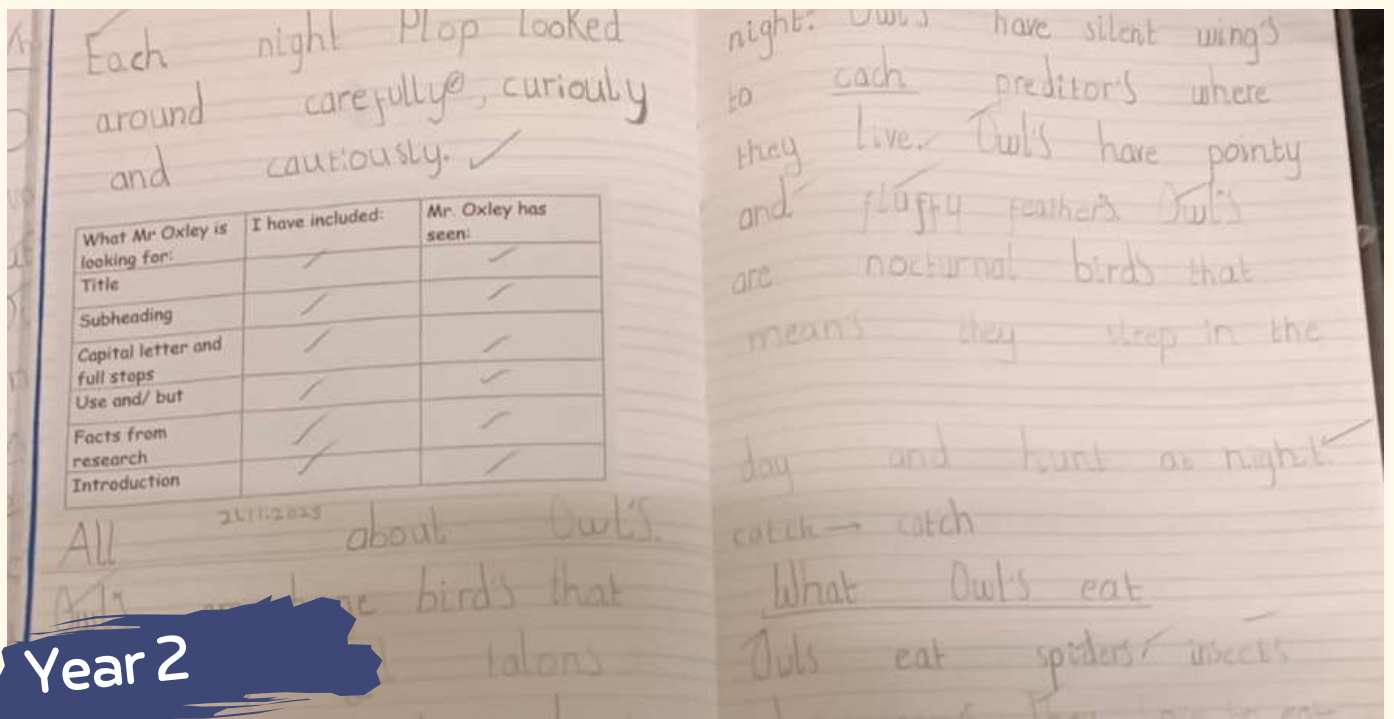 Each night Plop looked
around carefully, curiouly
and cautiously.
What Mr Oxley is looking for:
I have included:
Mr. Oxley has seen:
Title
Subheading
Capital letter and full stops
Use and/ but
Facts from research
Introduction
21.11.2023
All about Owl's.
birds that
talons
night. Owl's have silent wing's
to cach preditor's where
they live. Owl's have pointy
and fluffy feathers. Owl's
are nocturnal birds that
means they sleep in the
day and hunt at night.
catch → catch
What Owl's eat
Owls eat spiders insects
Year 2